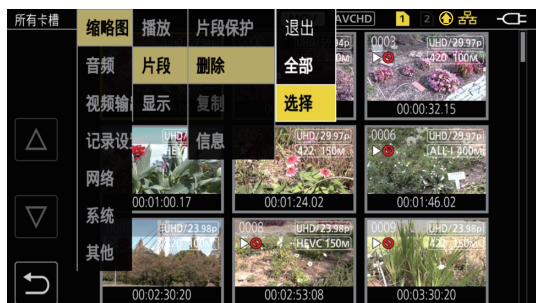 所有卡槽
AVCHD 1 2
缩略图 播放 片段保护 退出
音频 片段 删除 全部
视频输 显示 复制 选择
记录设 信息
网络
系统
其他
0003 UHD/29.97p
420 100M
00:00:32.15
UHD/
HEV
00:01:00.17
UHD/29.97p
422 150M
00:01:24.02
0006 UHD/29.97p
ALL-I 400M
00:01:46.02
UHD/23.98p
00:02:30:20
0008 UHD/23.98p
HEVC 150M
00:02:53:08
0009 UHD/23.98p
422 150M
00:03:30:20